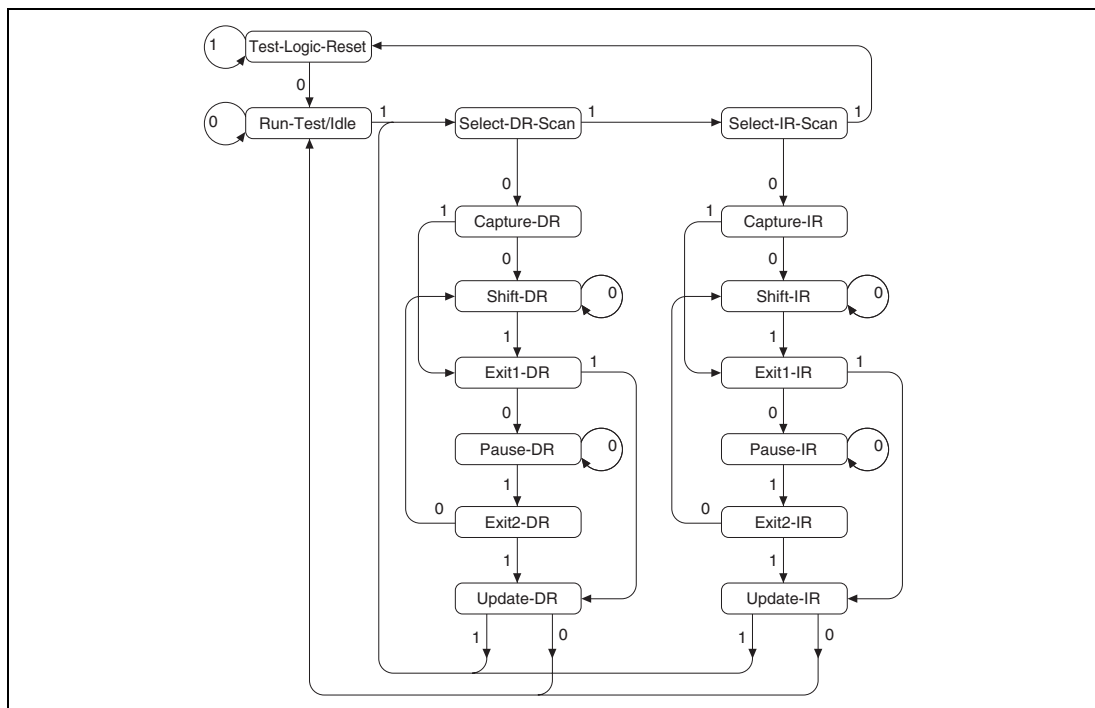 1 Test-Logic-Reset
0
0 Run-Test/Idle 1 Select-DR-Scan 1 Select-IR-Scan 1
0 0
1 Capture-DR 1 Capture-IR
0 0
Shift-DR 0 Shift-IR 0
1 1
Exit1-DR 1 Exit1-IR 1
0 0
Pause-DR 0 Pause-IR 0
1 1
0 Exit2-DR 0 Exit2-IR
1 1
Update-DR Update-IR
1 0 1 0